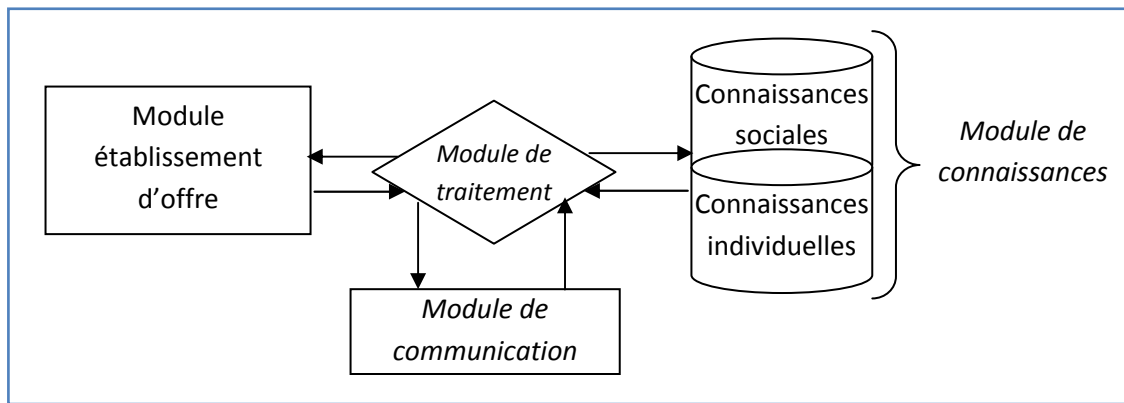 Module
établissement
d’offre
Module de
traitement
Module de
communication
Connaissances
sociales
Connaissances
individuelles
Module de
connaissances